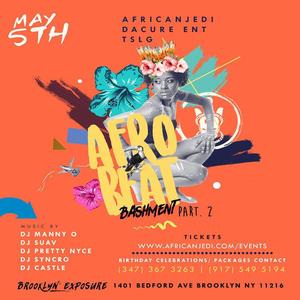 MAY
5TH
AFRICANJEDI
DACURE ENT
TSLG
AFRO
BEAT
BASHMENT PART. 2
MUSIC BY
DJ MANNY O
DJ SUAV
DJ PRETTY NYCE
DJ SYNCRO
DJ CASTLE
TICKETS
WWW.AFRICANJEDI.COM/EVENTS
BIRTHDAY CELEBRATIONS/PACKAGES CONTACT
(347) 367 3263 | (917) 549 5194
BROOKLYN EXPOSURE 1401 BEDFORD AVE BROOKLYN NY 11216